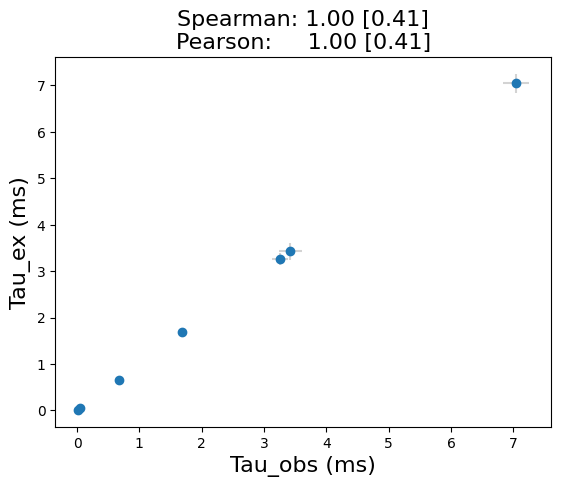 Spearman: 1.00 [0.41]
Pearson: 1.00 [0.41]
7
6
5
4
3
2
1
0
Tau_ex (ms)
0 1 2 3 4 5 6 7
Tau_obs (ms)